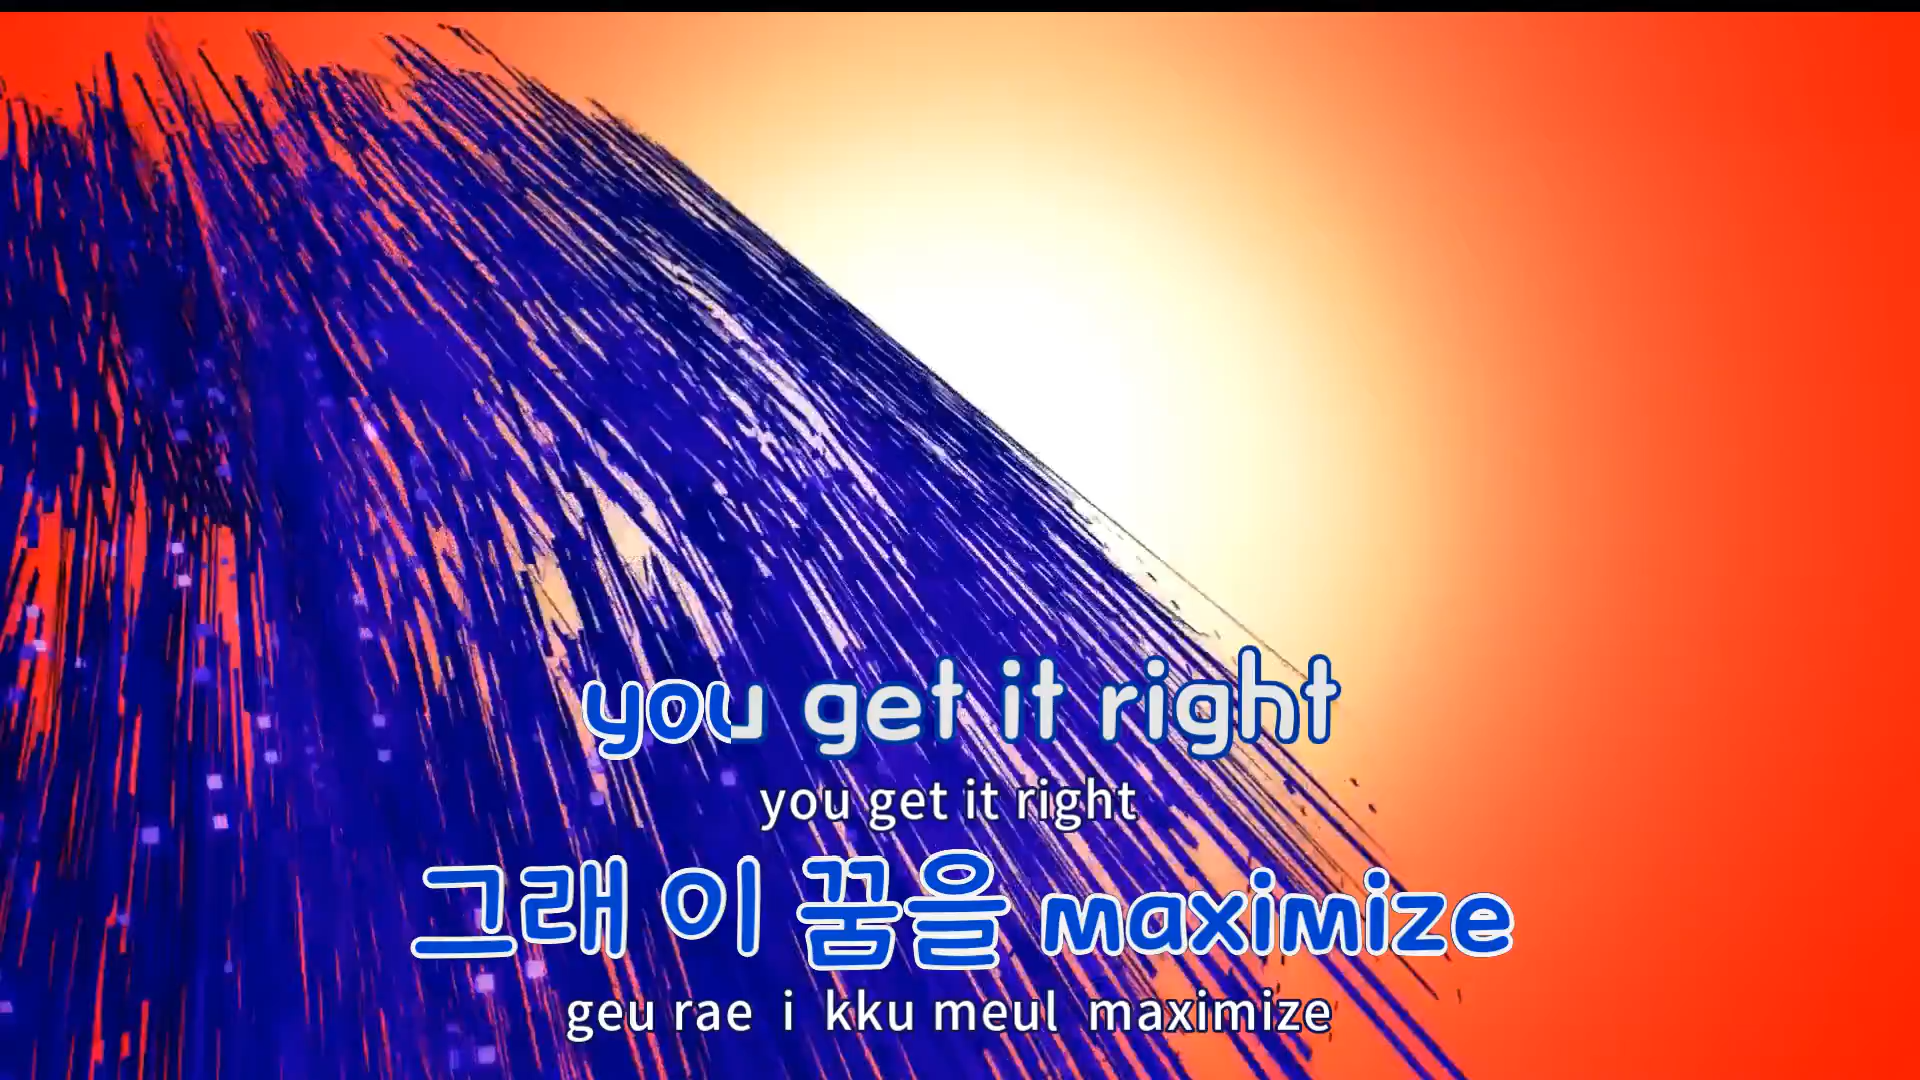 you get it right
you get it right
그래 이 꿈을 maximize
geu rae i kku meul maximize